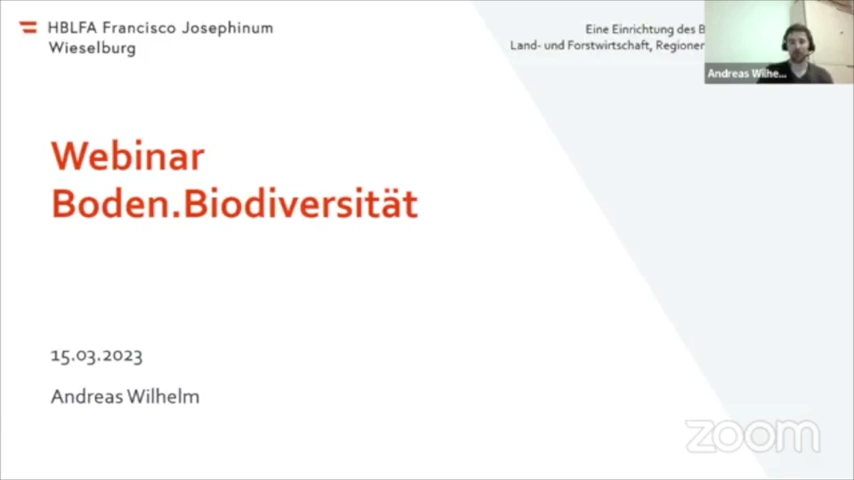 HBLFA Francisco Josephinum
Wieselburg
Eine Einrichtung des
Land- und Forstwirtschaft,
Andreas Wilhe...
Webinar
Boden.Biodiversität
15.03.2023
Andreas Wilhelm
zoom